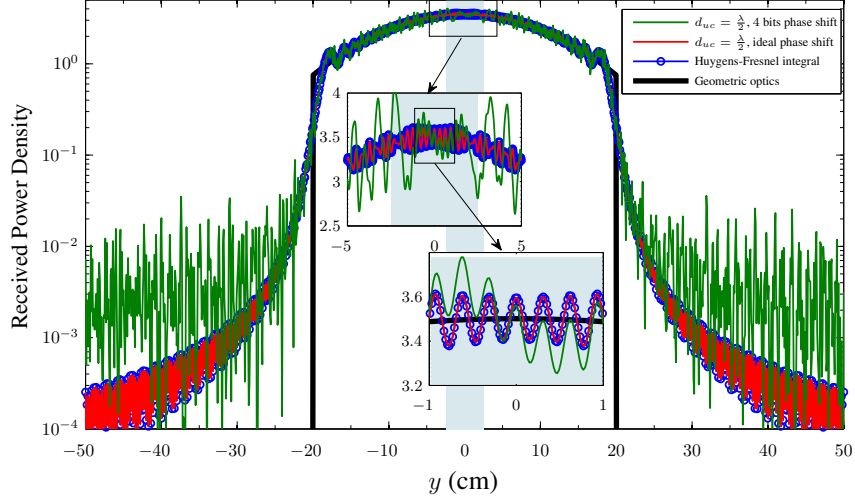 d_{uc} = \frac{λ}{2}, 4 bits phase shift
d_{uc} = \frac{λ}{2}, ideal phase shift
Huygens-Fresnel integral
Geometric optics
Received Power Density
10^0
10^{−1}
10^{−2}
10^{−3}
10^{−4}
4
3.5
3
2.5
−5 0 5
3.6
3.4
3.2
−1 0 1
−50 −40 −30 −20 −10 0 10 20 30 40 50
y (cm)